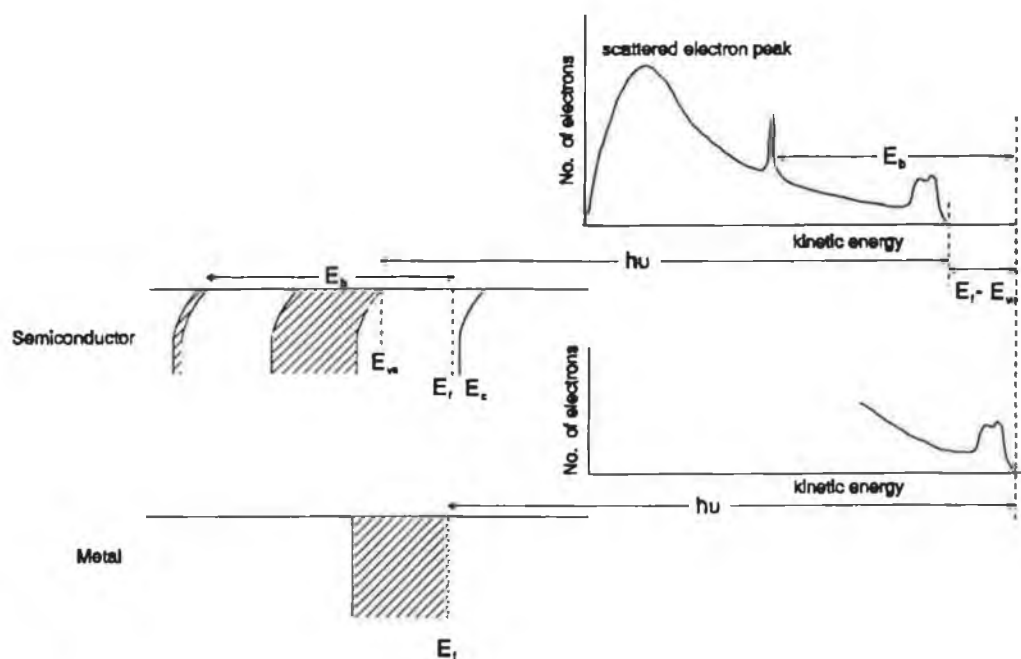 scattered electron peak
No. of electrons
E_b
kinetic energy
hυ
E_f - E_vs
E_b
Semiconductor
E_vs
E_f E_c
No. of electrons
kinetic energy
hυ
Metal
E_f